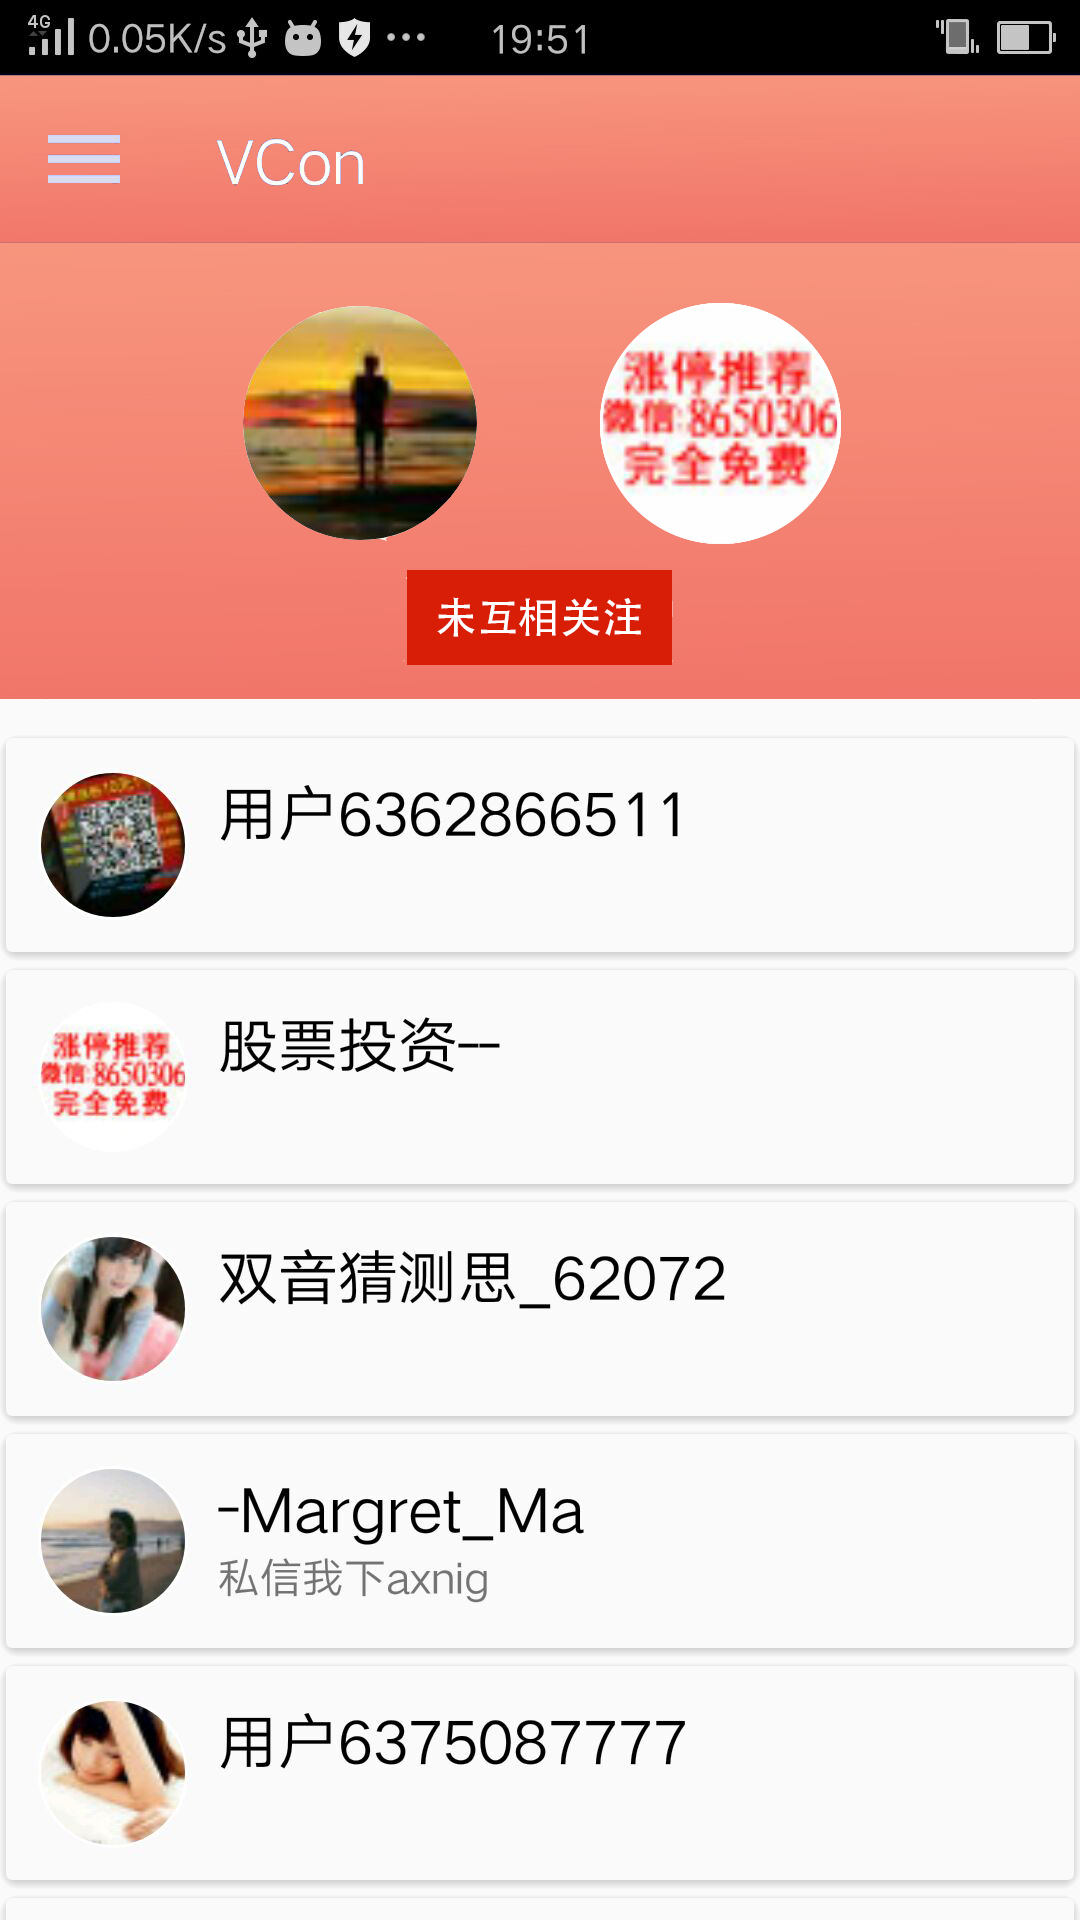 4G
0.05K/s
19:51
VCon
涨停推荐
微信:8650306
完全免费
未互相关注
用户6362866511
股票投资--
涨停推荐
微信:8650306
完全免费
双音猜测思_62072
-Margret_Ma
私信我下axnig
用户6375087777